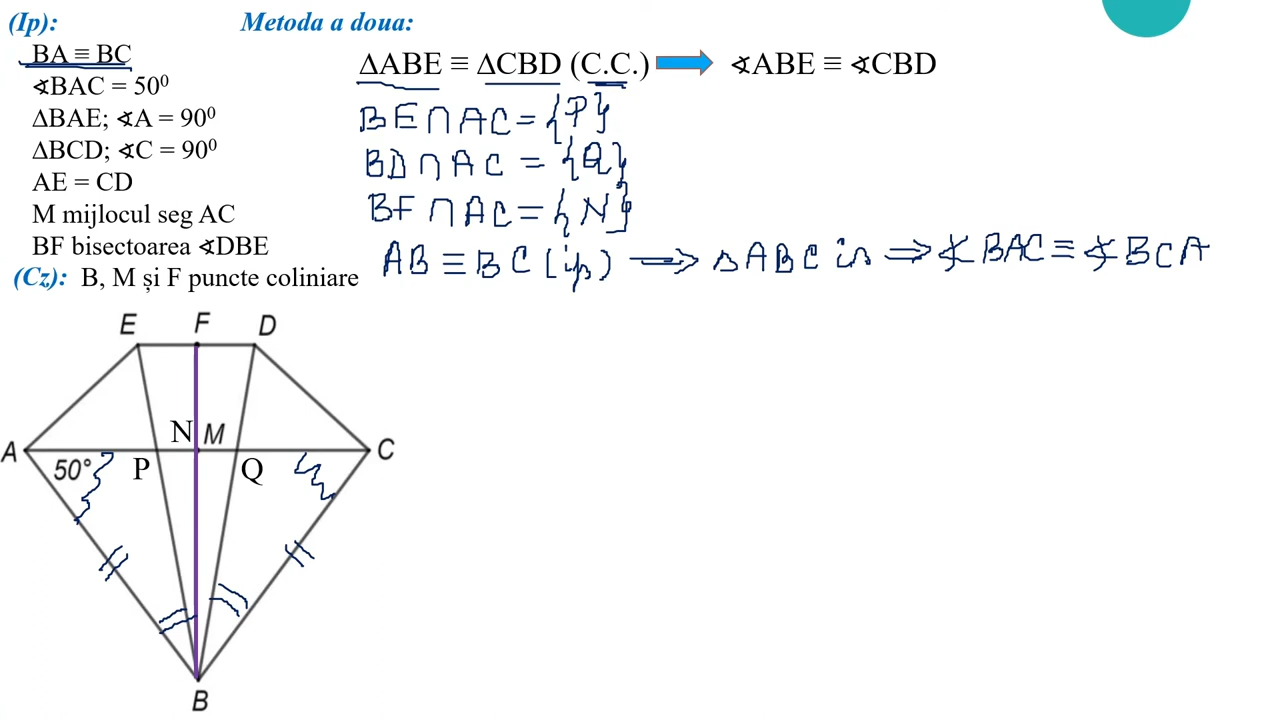 (Ip): Metoda a doua:
BA ≡ BC
∢BAC = 50⁰
ΔBAE; ∢A = 90⁰
ΔBCD; ∢C = 90⁰
AE = CD
M mijlocul seg AC
BF bisectoarea ∢DBE
(Cz): B, M și F puncte coliniare
ΔABE ≡ ΔCBD (C.C.) ∢ABE ≡ ∢CBD
BE ∩ AC = {P}
BD ∩ AC = {Q}
BF ∩ AC = {N}
AB ≡ BC (ip) ⟹ ΔABC is ⟹ ∢BAC ≡ ∢BCA
E F D
A N M C
50° P Q
B